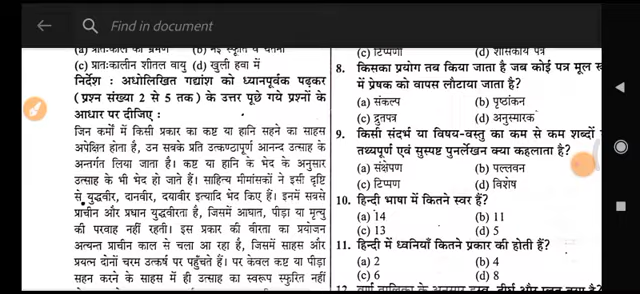 Find in document
(a) प्रातःकाल का भ्रमण (b) नई स्फूर्ति व चेतना
(c) प्रातःकालीन शीतल वायु (d) खुली हवा में
निर्देश : अधोलिखित गद्यांश को ध्यानपूर्वक पढ़कर
(प्रश्न संख्या 2 से 5 तक) के उत्तर पूछे गये प्रश्नों के
आधार पर दीजिए :
जिन कर्मों में किसी प्रकार का कष्ट या हानि सहने का साहस
अपेक्षित होता है, उन सबके प्रति उत्कण्ठापूर्ण आनन्द उत्साह के
अन्तर्गत लिया जाता है। कष्ट या हानि के भेद के अनुसार
उत्साह के भी भेद हो जाते हैं। साहित्य मीमांसकों ने इसी दृष्टि
से युद्धवीर, दानवीर, दयावीर इत्यादि भेद किए हैं। इनमें सबसे
प्राचीन और प्रधान युद्धवीरता है, जिसमें आघात, पीड़ा या मृत्यु
की परवाह नहीं रहती। इस प्रकार की वीरता का प्रयोजन
अत्यन्त प्राचीन काल से चला आ रहा है, जिसमें साहस और
प्रयत्न दोनों चरम उत्कर्ष पर पहुँचते हैं। पर केवल कष्ट या पीड़ा
सहन करने के साहस में ही उत्साह का स्वरूप स्फुरित नहीं
(c) टिप्पणी (d) शासकीय पत्र
8. किसका प्रयोग तब किया जाता है जब कोई पत्र मूल
में प्रेषक को वापस लौटाया जाता है?
(a) संकल्प (b) पृष्ठांकन
(c) द्रुतपत्र (d) अनुस्मारक
9. किसी संदर्भ या विषय-वस्तु का कम से कम शब्दों
तथ्यपूर्ण एवं सुस्पष्ट पुनर्लेखन क्या कहलाता है?
(a) संक्षेपण (b) पल्लवन
(c) टिप्पण (d) विशेष
10. हिन्दी भाषा में कितने स्वर हैं?
(a) 14 (b) 11
(c) 13 (d) 5
11. हिन्दी में ध्वनियाँ कितने प्रकार की होती हैं?
(a) 2 (b) 4
(c) 6 (d) 8